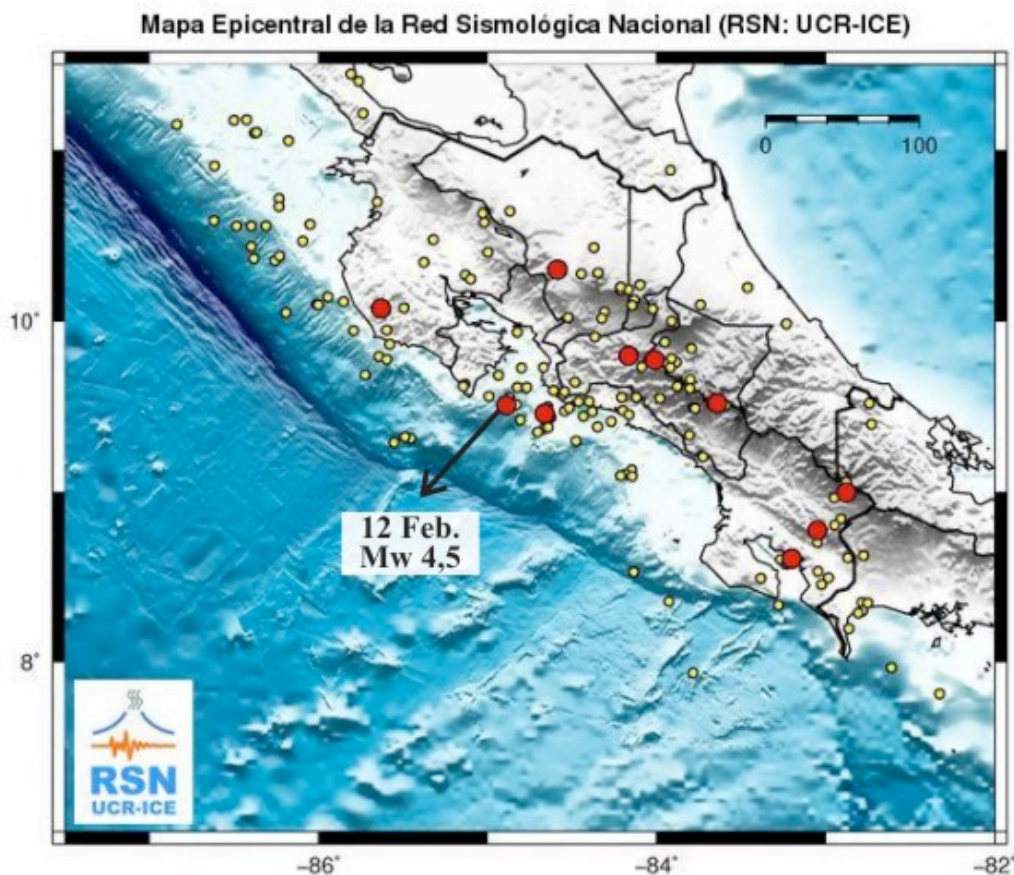 Mapa Epicentral de la Red Sismológica Nacional (RSN: UCR-ICE)
0 100
10°
12 Feb.
Mw 4,5
8°
RSN
UCR-ICE
−86° −84° −82°